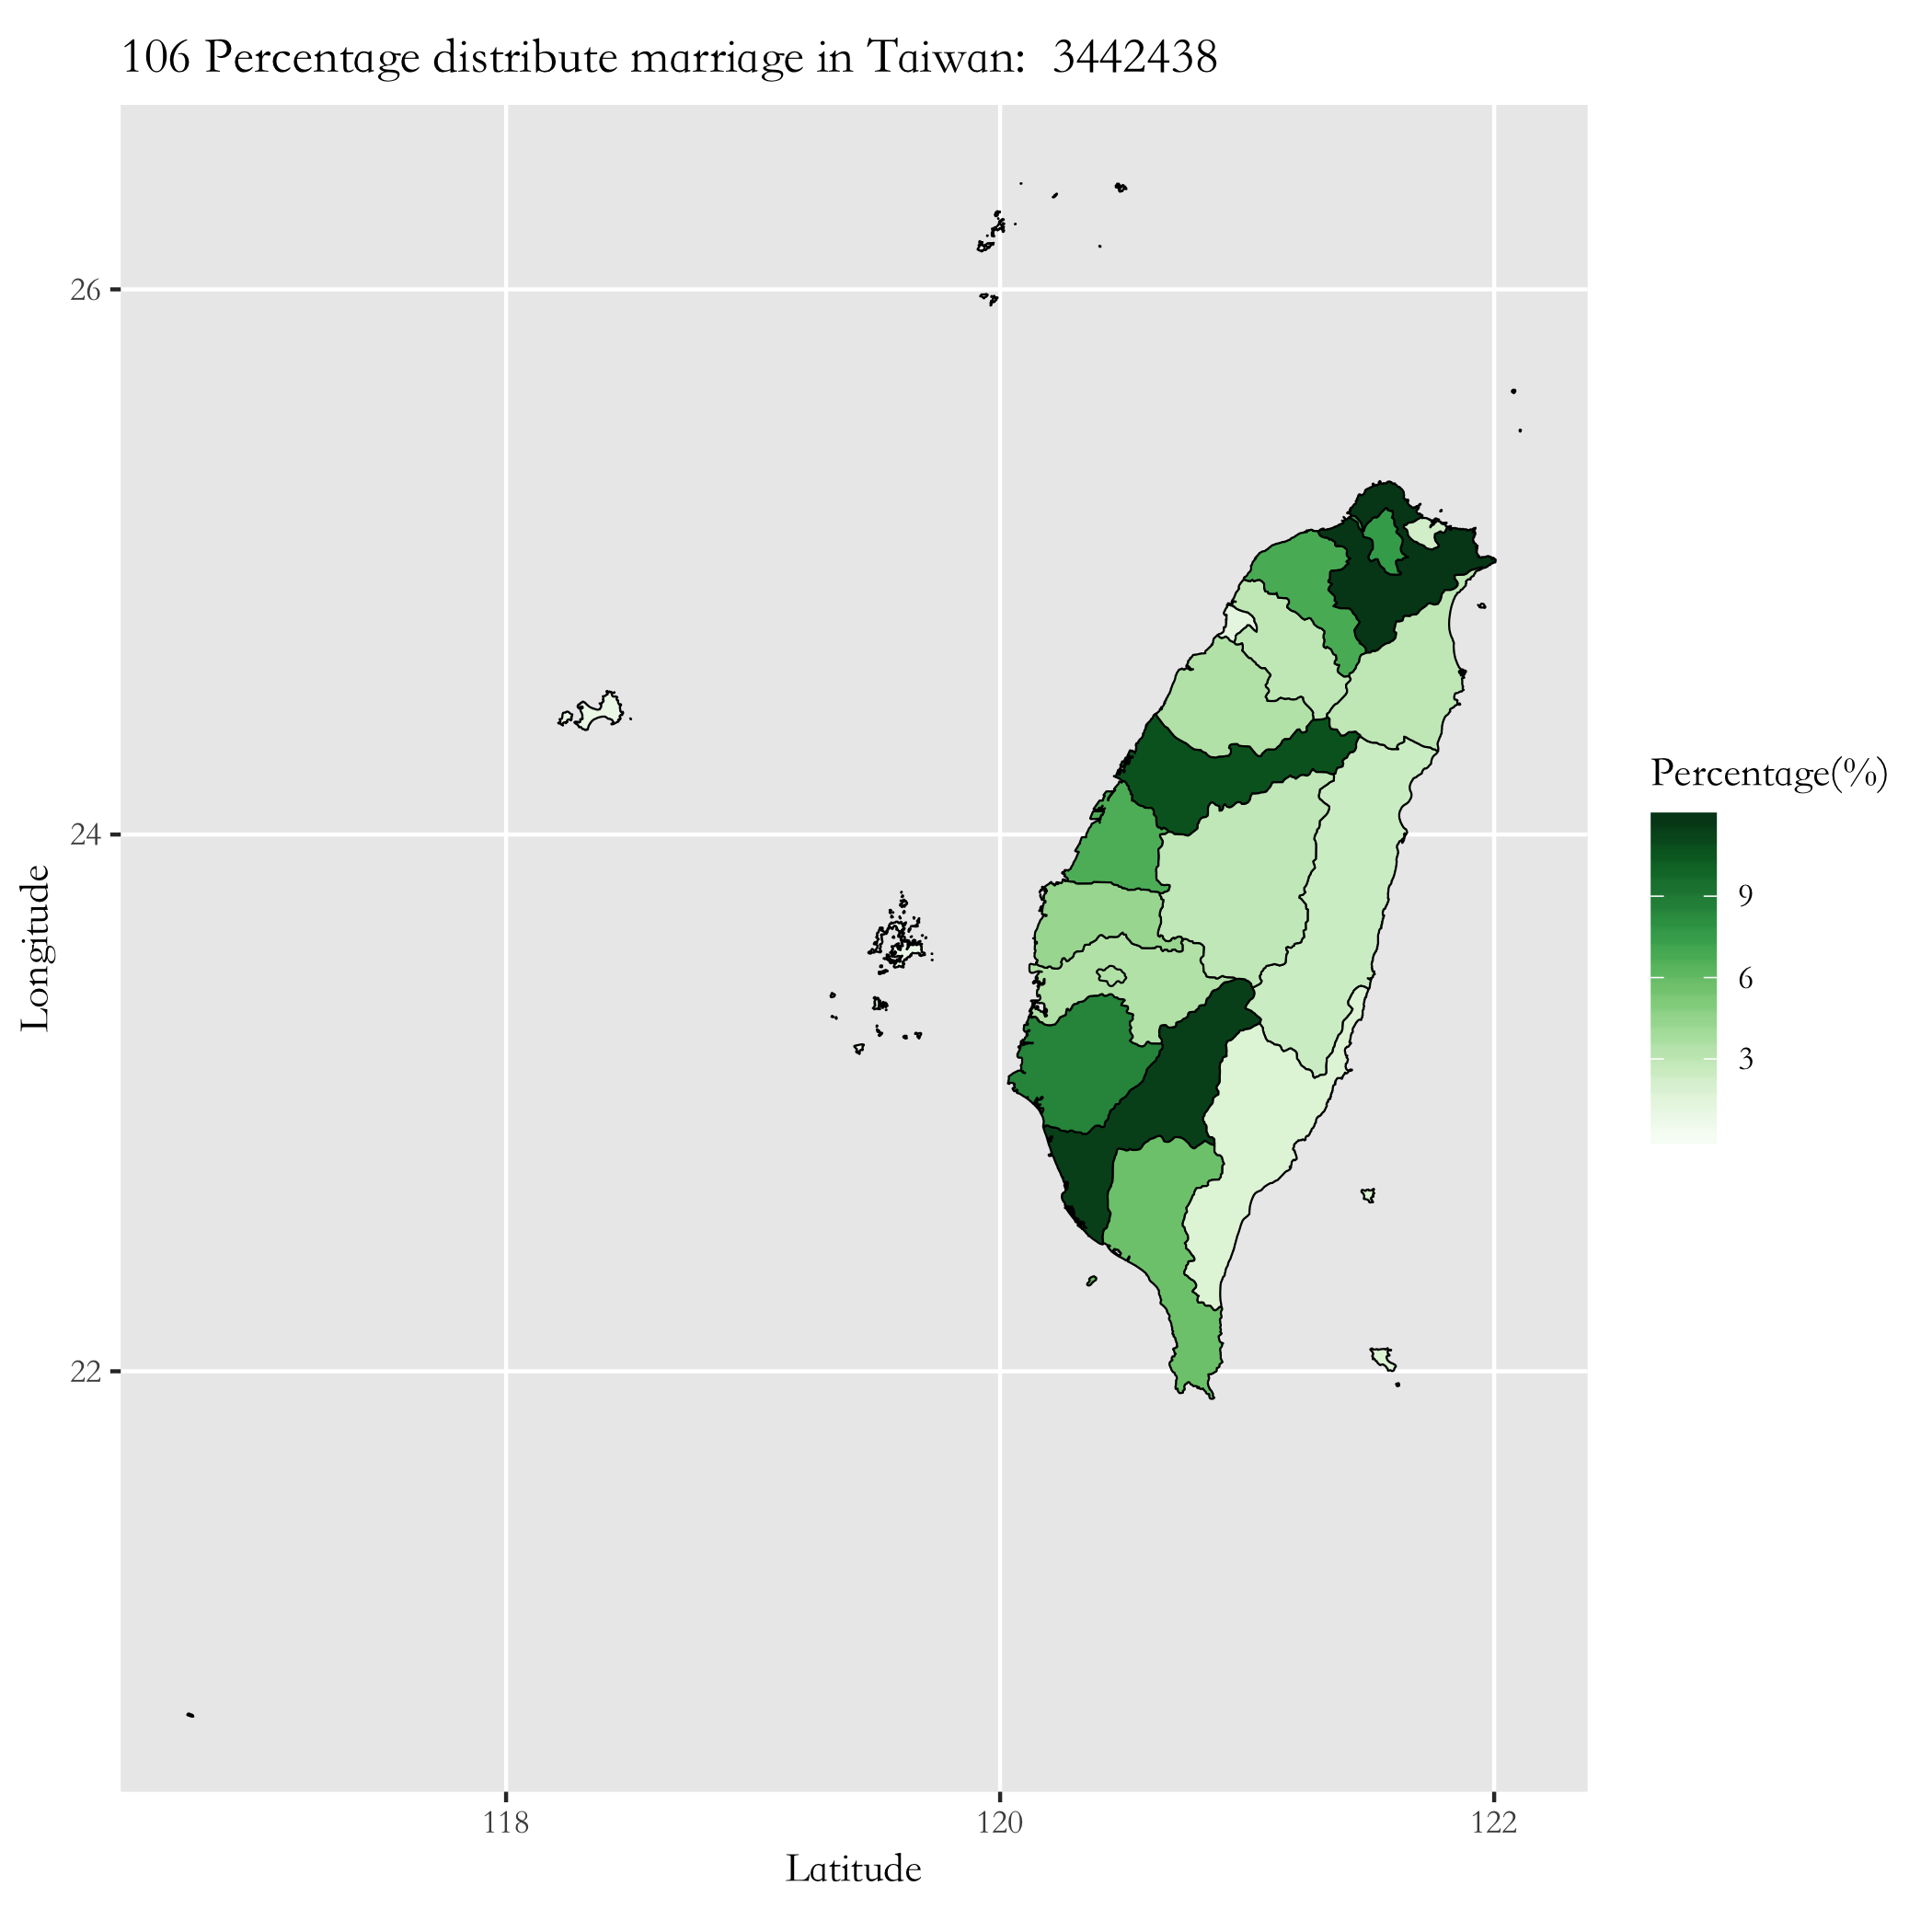 106 Percentage distribute marriage in Taiwan:  3442438
26
24
22
Longitude
118
120
122
Latitude
Percentage(%)
9
6
3